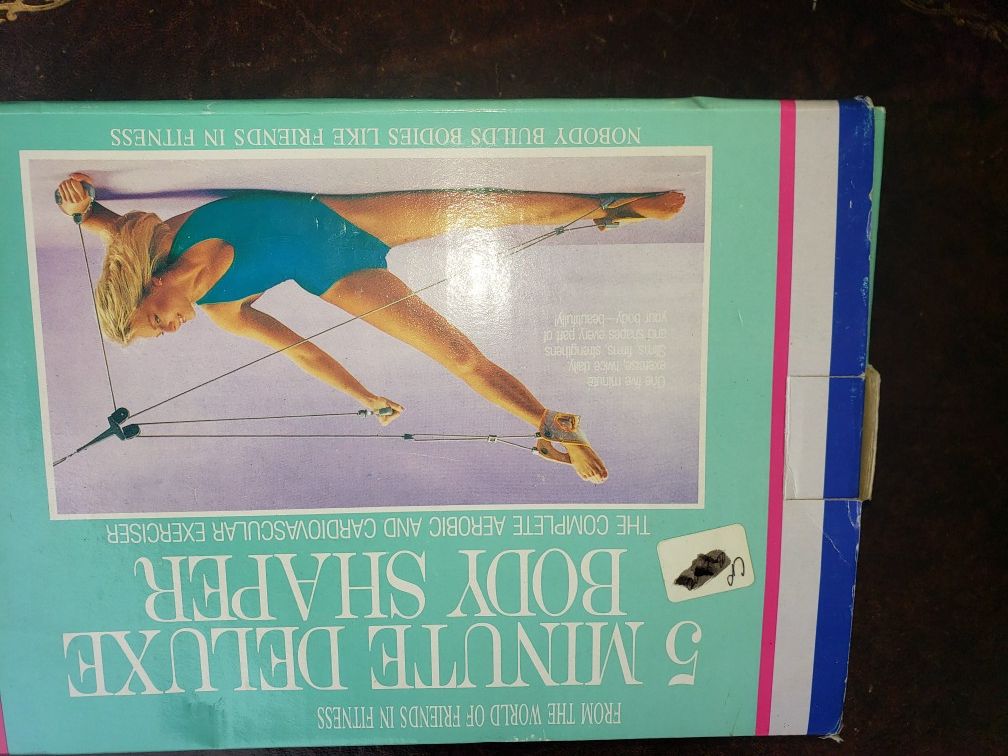 FROM THE WORLD OF FRIENDS IN FITNESS
5 MINUTE DELUXE
BODY SHAPER
THE COMPLETE AEROBIC AND CARDIOVASCULAR EXERCISER
One five minute
exercise, twice daily.
Slims, firms, strengthens
and shapes every part of
your body—beautifully!
NOBODY BUILDS BODIES LIKE FRIENDS IN FITNESS